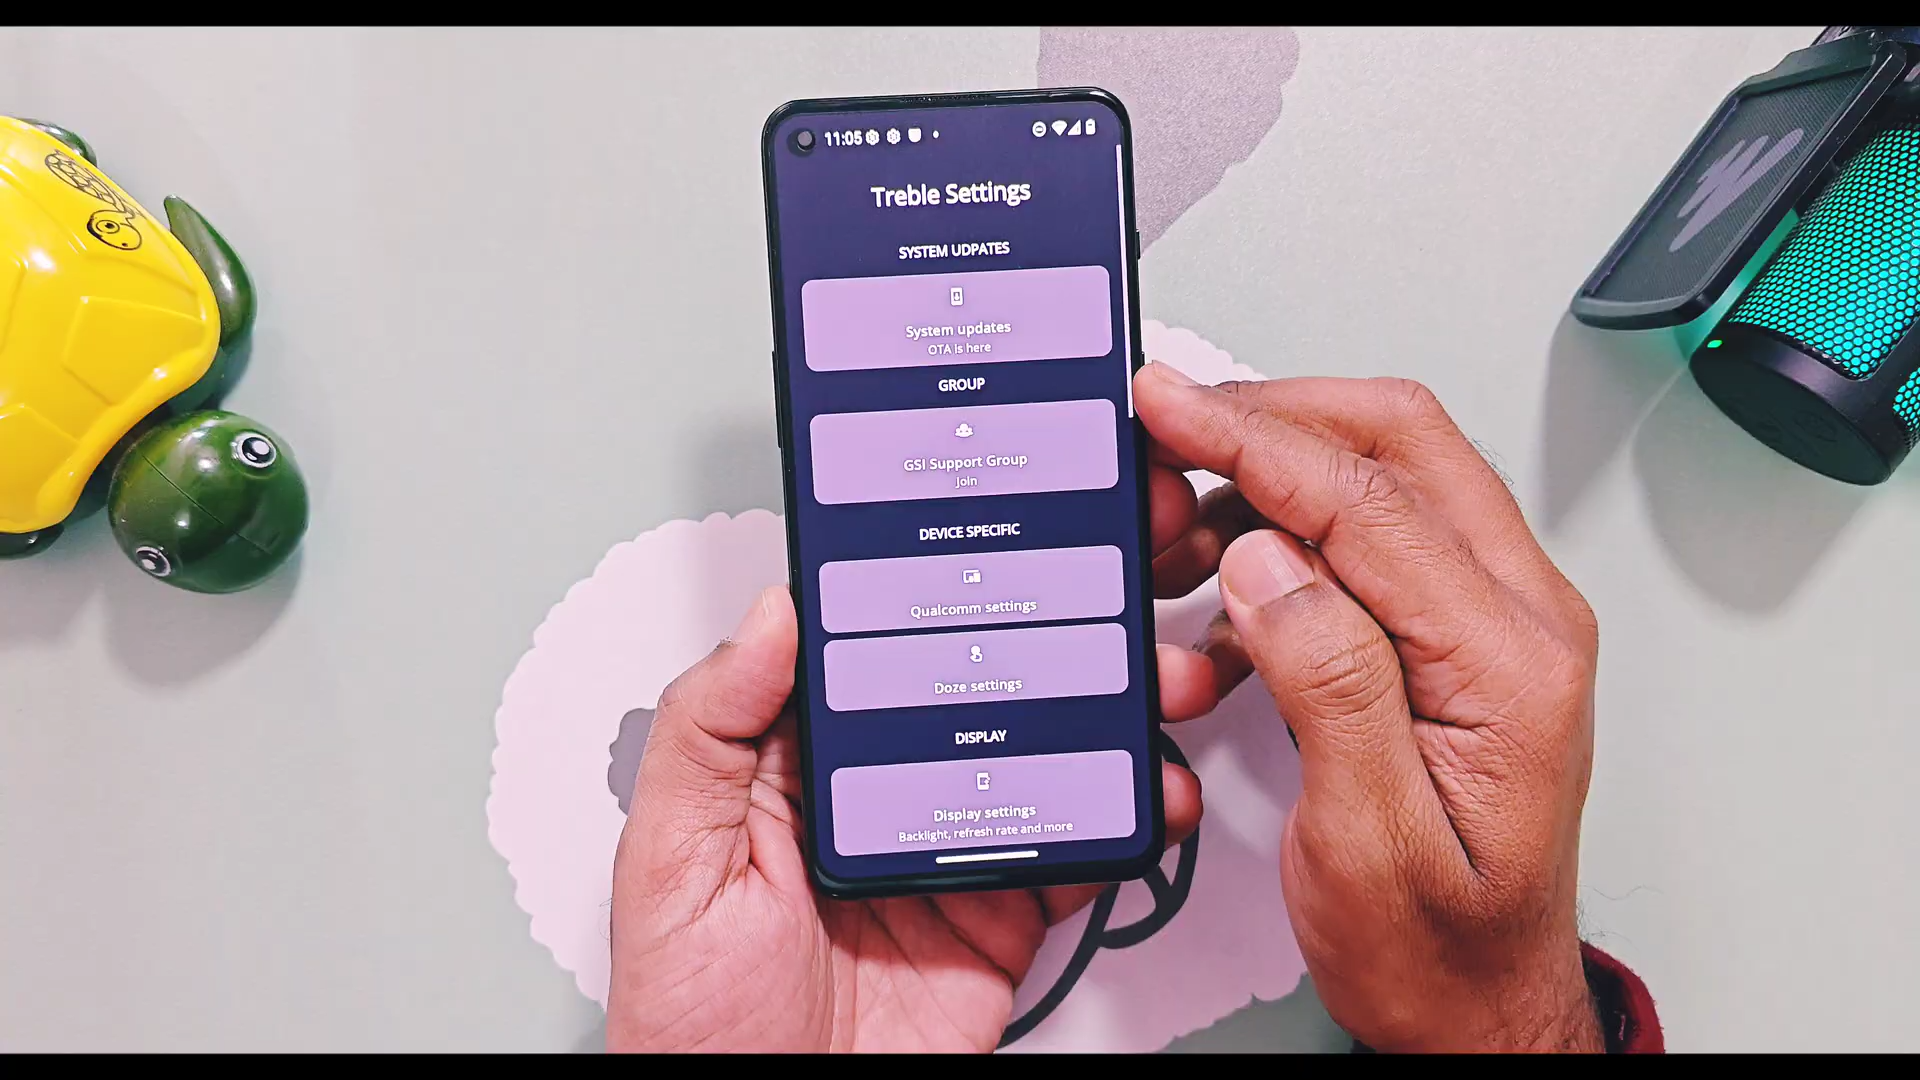 11:05
Treble Settings
SYSTEM UDPATES
System updates
OTA is here
GROUP
GSI Support Group
Join
DEVICE SPECIFIC
Qualcomm settings
Doze settings
DISPLAY
Display settings
Backlight, refresh rate and more